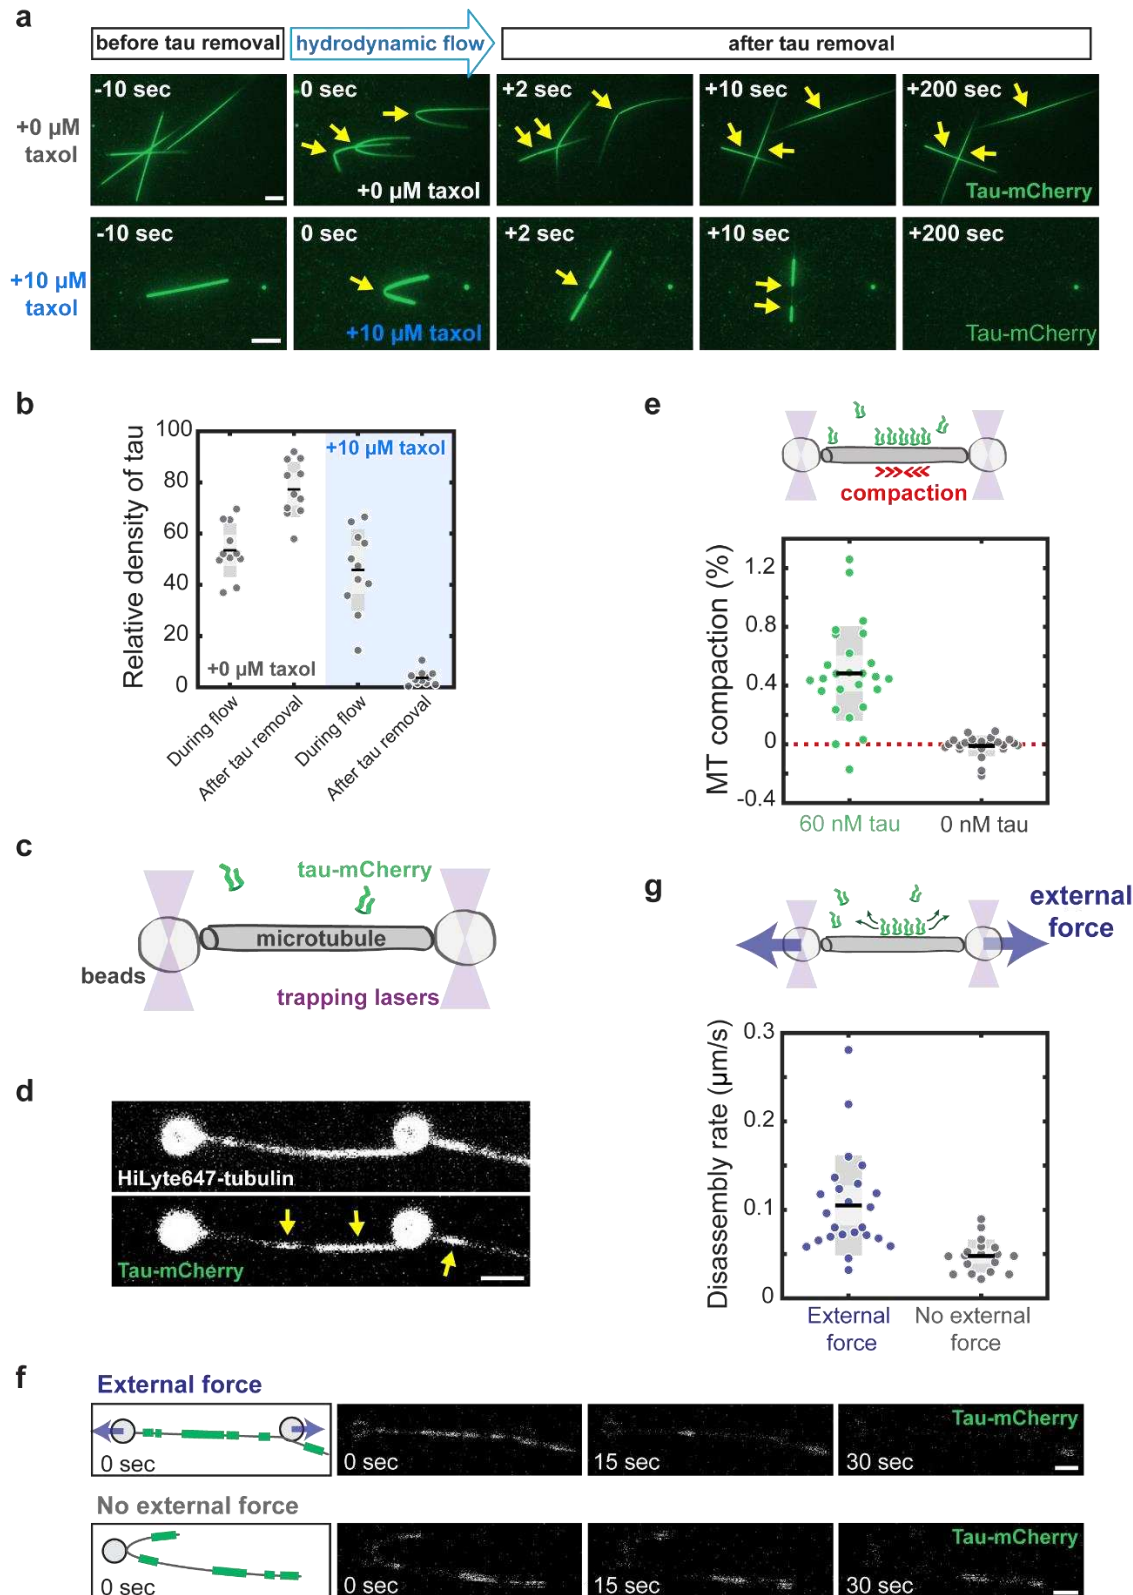 a
before tau removal
hydrodynamic flow
after tau removal
+0 µM
taxol
-10 sec
0 sec
+0 µM taxol
+2 sec
+10 sec
+200 sec
Tau-mCherry
+10 µM
taxol
-10 sec
0 sec
+10 µM taxol
+2 sec
+10 sec
+200 sec
Tau-mCherry
b
Relative density of tau
100
80
60
40
20
0
+10 µM taxol
+0 µM taxol
During flow
After tau removal
During flow
After tau removal
c
tau-mCherry
microtubule
beads
trapping lasers
d
HiLyte647-tubulin
Tau-mCherry
e
compaction
MT compaction (%)
1.2
0.8
0.4
0
-0.4
60 nM tau
0 nM tau
g
external
force
Disassembly rate (µm/s)
0.3
0.2
0.1
0
External
force
No external
force
f
External force
0 sec
0 sec
15 sec
30 sec
Tau-mCherry
No external force
0 sec
0 sec
15 sec
30 sec
Tau-mCherry